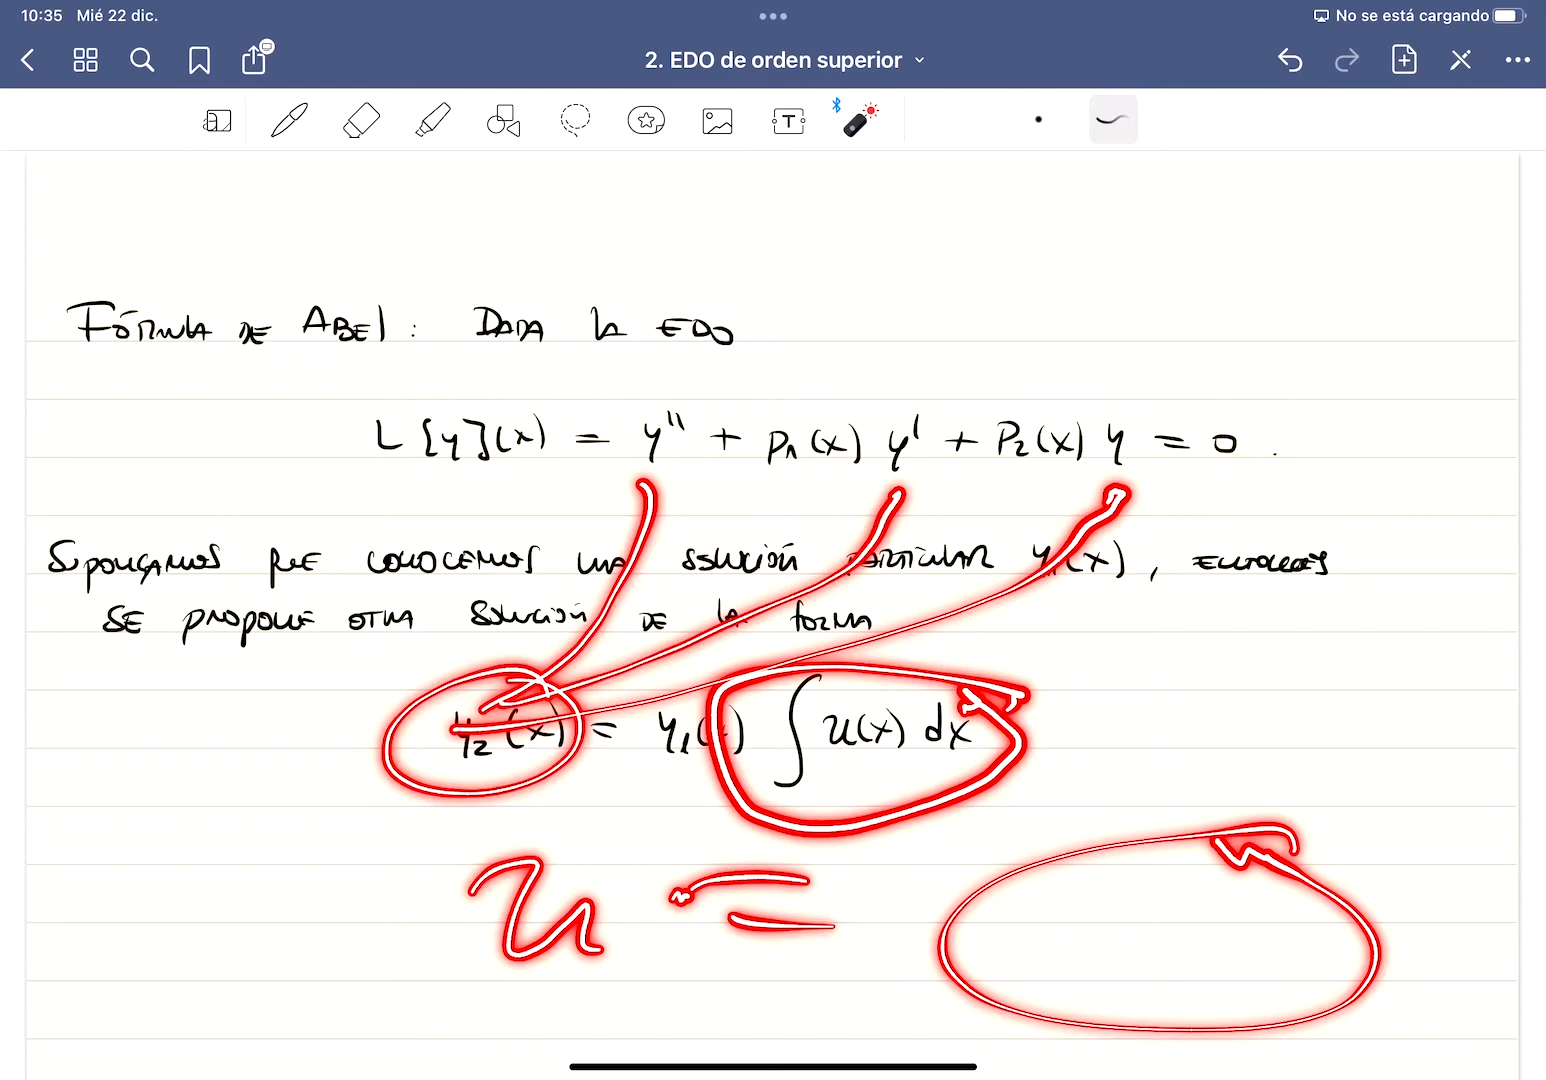 10:35 Mié 22 dic.
No se está cargando
2. EDO de orden superior
T
FÓRMULA DE ABEL: DADA LA EDO
L[y](x) = y'' + p₁(x) y' + p₂(x) y = 0.
SUPONGAMOS QUE CONOCEMOS UNA SOLUCIÓN PARTICULAR y₁(x), ENTONCES
SE PROPONE OTRA SOLUCIÓN DE LA FORMA
y₂(x) = y₁(x) ∫ u(x) dx
u =